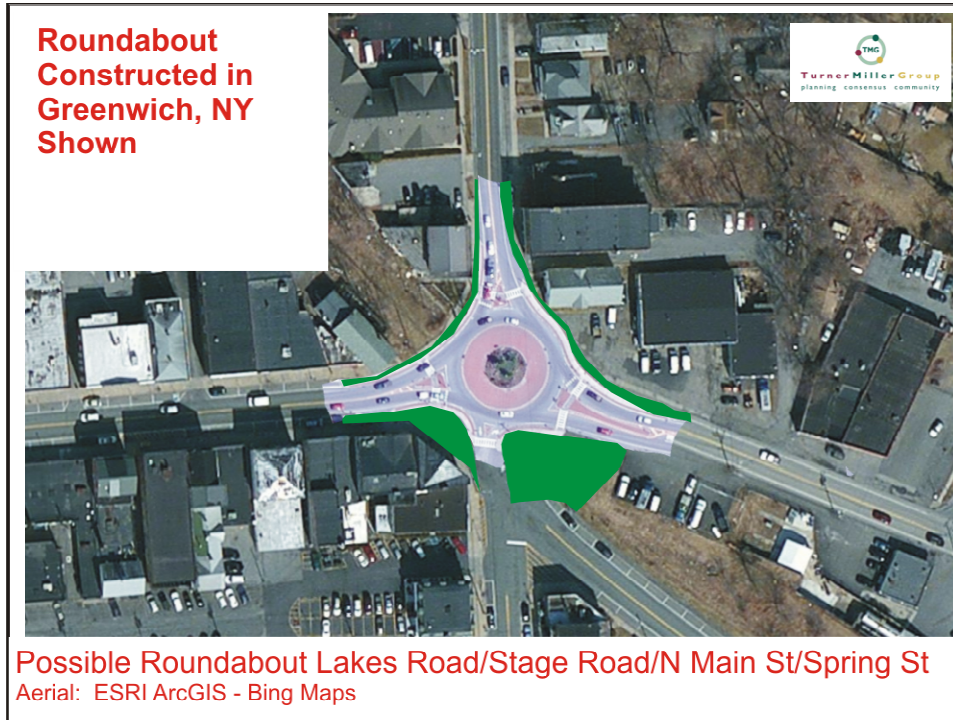 Roundabout
Constructed in
Greenwich, NY
Shown
TMG
TurnerMillerGroup
planning consensus community
Possible Roundabout Lakes Road/Stage Road/N Main St/Spring St
Aerial: ESRI ArcGIS - Bing Maps